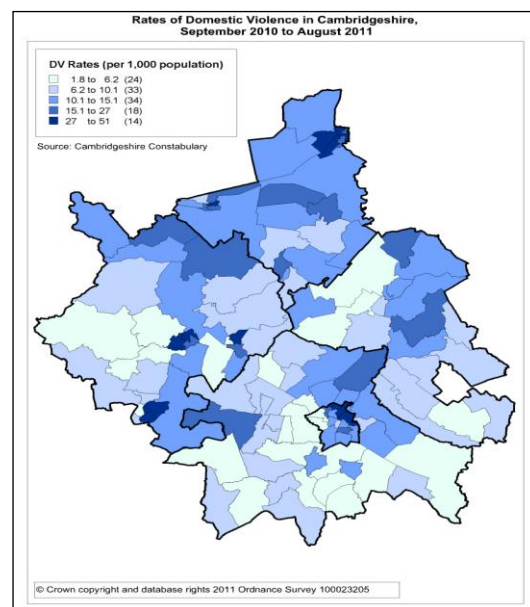 Rates of Domestic Violence in Cambridgeshire,
September 2010 to August 2011
DV Rates (per 1,000 population)
1.8 to 6.2 (24)
6.2 to 10.1 (33)
10.1 to 15.1 (34)
15.1 to 27 (18)
27 to 51 (14)
Source: Cambridgeshire Constabulary
© Crown copyright and database rights 2011 Ordnance Survey 100023205